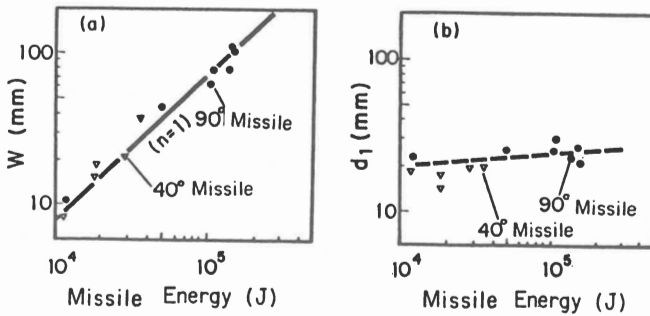 (a)
100
10
W (mm)
(n=1)
90° Missile
40° Missile
10⁴
10⁵
Missile Energy (J)
(b)
100
10
d₁ (mm)
40° Missile
90° Missile
10⁴
10⁵
Missile Energy (J)